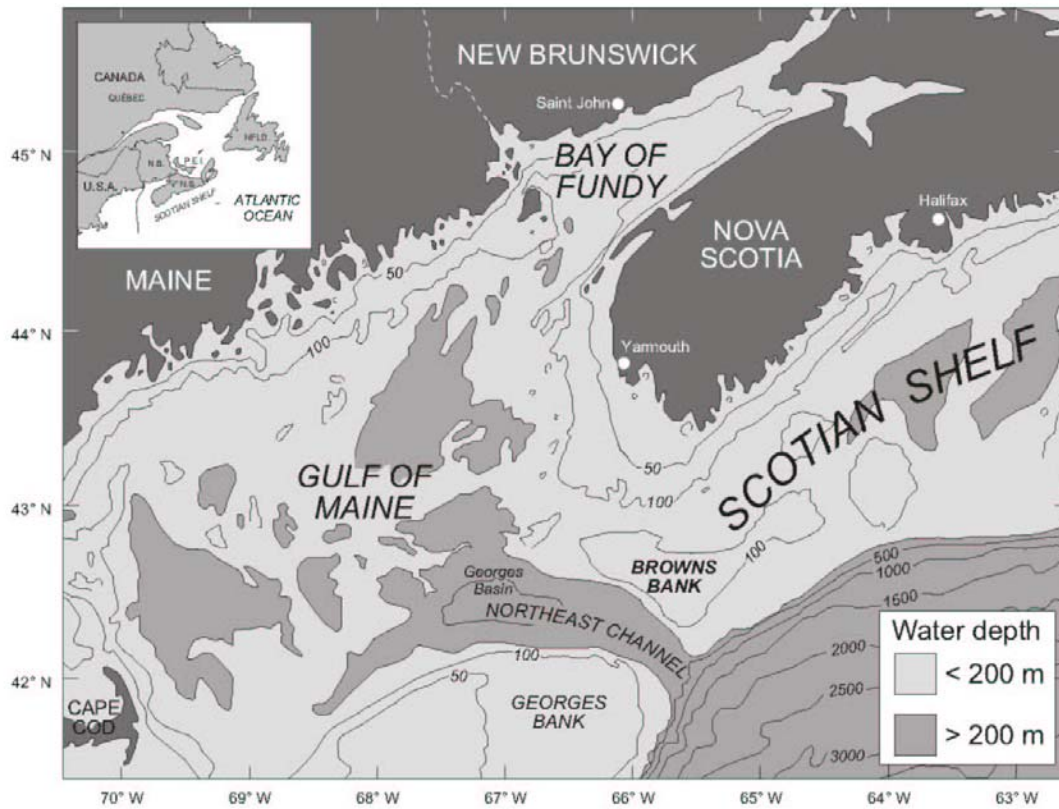 CANADA
QUÉBEC
NFLD.
P.E.I.
N.B.
U.S.A.
N.S.
SCOTIAN SHELF
ATLANTIC
OCEAN
NEW BRUNSWICK
Saint John
BAY OF
FUNDY
Halifax
NOVA
SCOTIA
MAINE
Yarmouth
50
100
SCOTIAN SHELF
GULF OF
MAINE
50
100
100
BROWNS
BANK
Georges
Basin
NORTHEAST CHANNEL
100
50
GEORGES
BANK
CAPE
COD
500
1000
1500
2000
2500
3000
Water depth
< 200 m
> 200 m
45° N
44° N
43° N
42° N
70° W
69° W
68° W
67° W
66° W
65° W
64° W
63° W